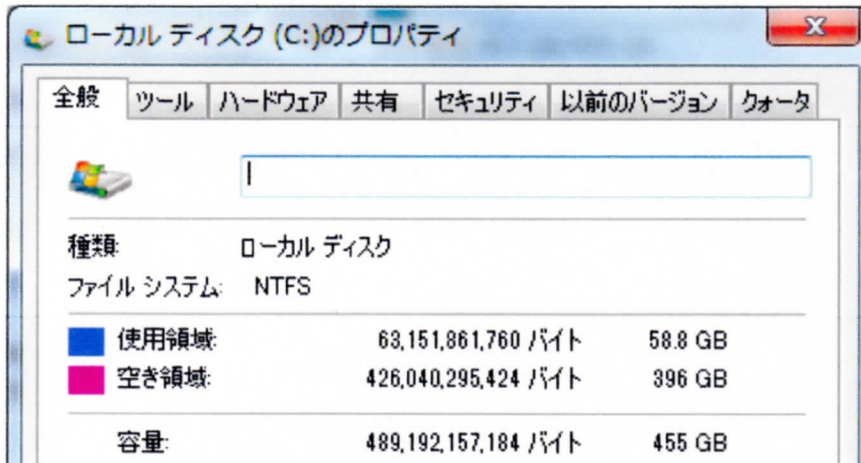 ローカル ディスク (C:)のプロパティ
全般 ツール ハードウェア 共有 セキュリティ 以前のバージョン クォータ
種類: ローカル ディスク
ファイル システム: NTFS
使用領域: 63,151,861,760 バイト 58.8 GB
空き領域: 426,040,295,424 バイト 396 GB
容量: 489,192,157,184 バイト 455 GB